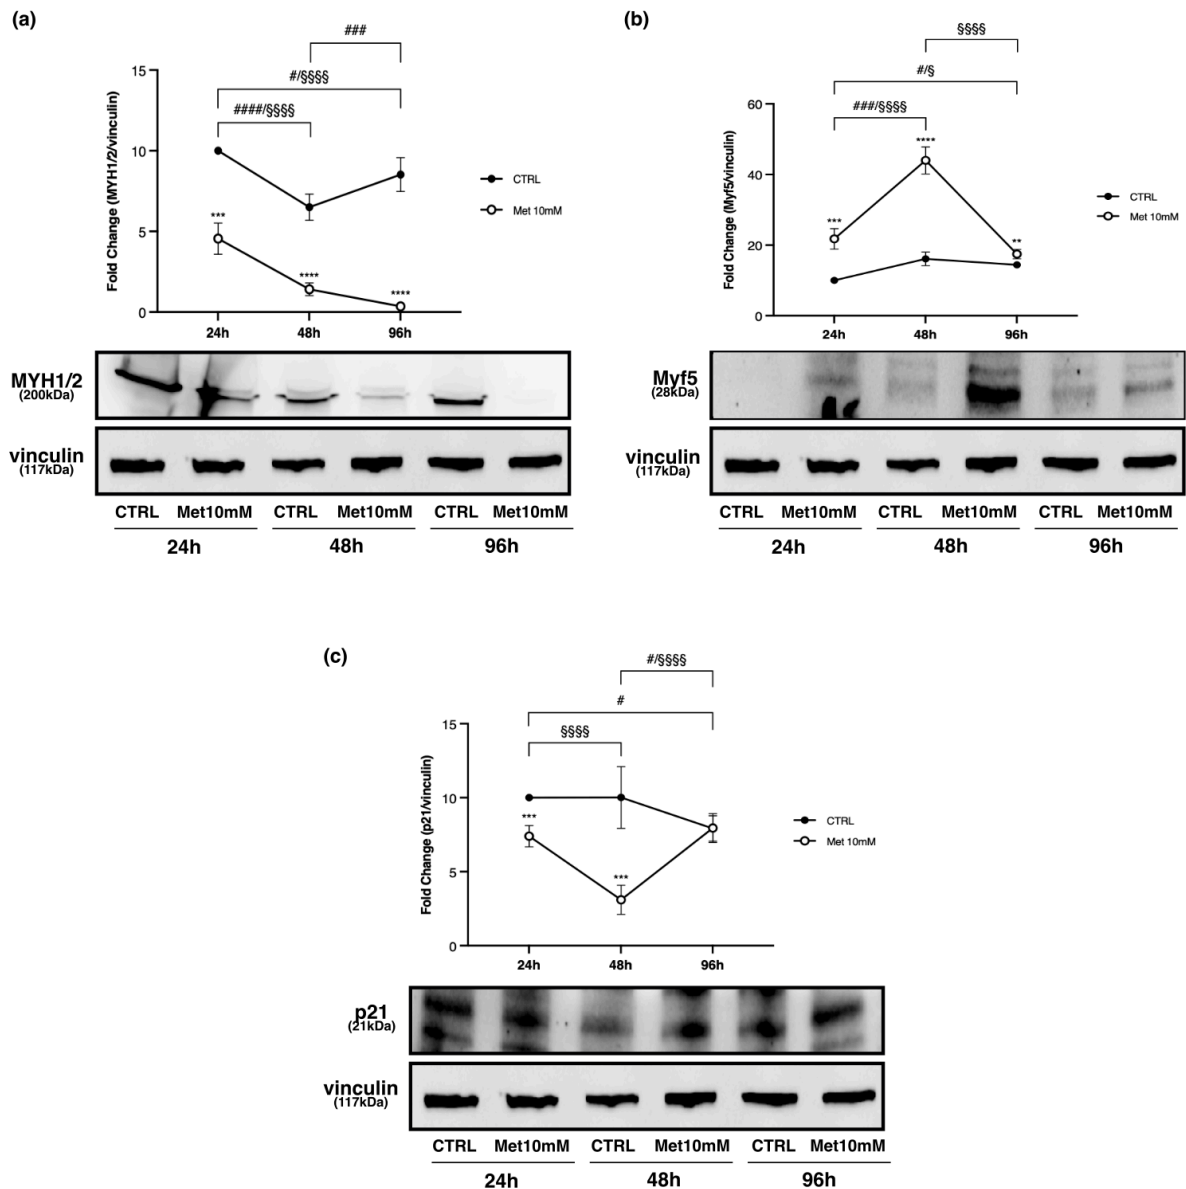 (a)
###
#/§§§§
####/§§§§
Fold Change (MYH1/2/vinculin)
15
10
5
0
***
****
****
CTRL
Met 10mM
24h 48h 96h
MYH1/2
(200kDa)
vinculin
(117kDa)
CTRL Met10mM CTRL Met10mM CTRL Met10mM
24h 48h 96h
(b)
§§§§
#/§
###/§§§§
Fold Change (Myf5/vinculin)
60
40
20
0
***
****
**
CTRL
Met 10mM
24h 48h 96h
Myf5
(28kDa)
vinculin
(117kDa)
CTRL Met10mM CTRL Met10mM CTRL Met10mM
24h 48h 96h
(c)
#/§§§§
#
§§§§
Fold Change (p21/vinculin)
15
10
5
0
***
***
CTRL
Met 10mM
24h 48h 96h
p21
(21kDa)
vinculin
(117kDa)
CTRL Met10mM CTRL Met10mM CTRL Met10mM
24h 48h 96h